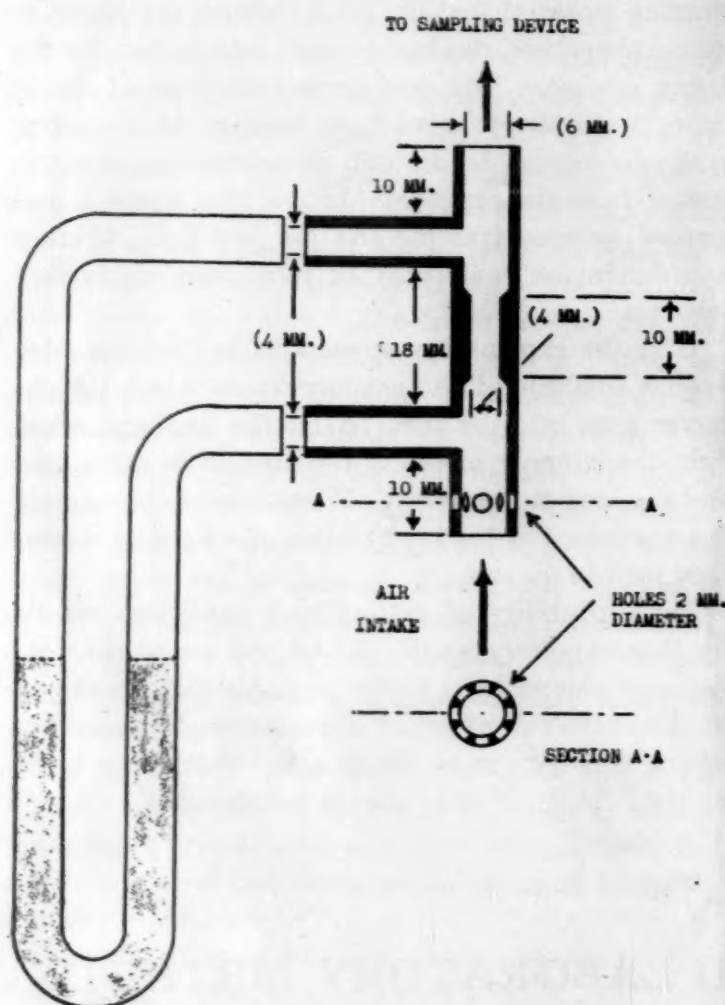 TO SAMPLING DEVICE
(6 MM.)
10 MM.
(4 MM.)
18 MM.
(4 MM.)
10 MM.
10 MM.
A
A
AIR
INTAKE
HOLES 2 MM.
DIAMETER
SECTION A-A